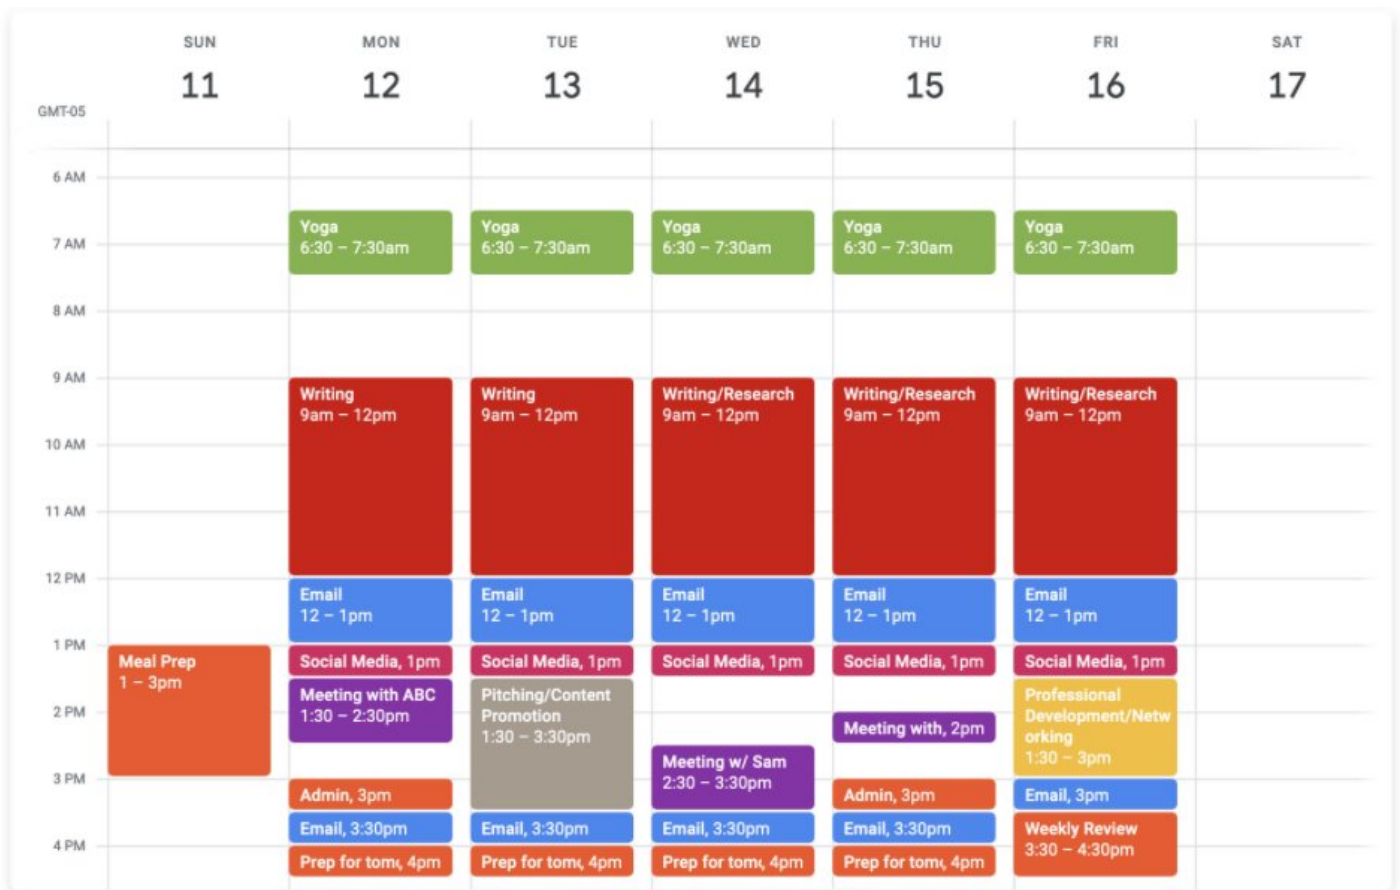 SUN MON TUE WED THU FRI SAT
11 12 13 14 15 16 17
GMT-05
6 AM
Yoga Yoga Yoga Yoga Yoga
6:30 – 7:30am 6:30 – 7:30am 6:30 – 7:30am 6:30 – 7:30am 6:30 – 7:30am
7 AM
8 AM
9 AM
Writing Writing Writing/Research Writing/Research Writing/Research
9am – 12pm 9am – 12pm 9am – 12pm 9am – 12pm 9am – 12pm
10 AM
11 AM
12 PM
Email Email Email Email Email
12 – 1pm 12 – 1pm 12 – 1pm 12 – 1pm 12 – 1pm
1 PM
Meal Prep Social Media, 1pm Social Media, 1pm Social Media, 1pm Social Media, 1pm Social Media, 1pm
1 – 3pm
Meeting with ABC Pitching/Content Professional
2 PM 1:30 – 2:30pm Promotion Development/Netw
Meeting with, 2pm
1:30 – 3:30pm orking
Meeting w/ Sam 1:30 – 3pm
3 PM 2:30 – 3:30pm
Admin, 3pm Admin, 3pm Email, 3pm
Email, 3:30pm Email, 3:30pm Email, 3:30pm Email, 3:30pm Weekly Review
4 PM 3:30 – 4:30pm
Prep for tom, 4pm Prep for tom, 4pm Prep for tom, 4pm Prep for tom, 4pm